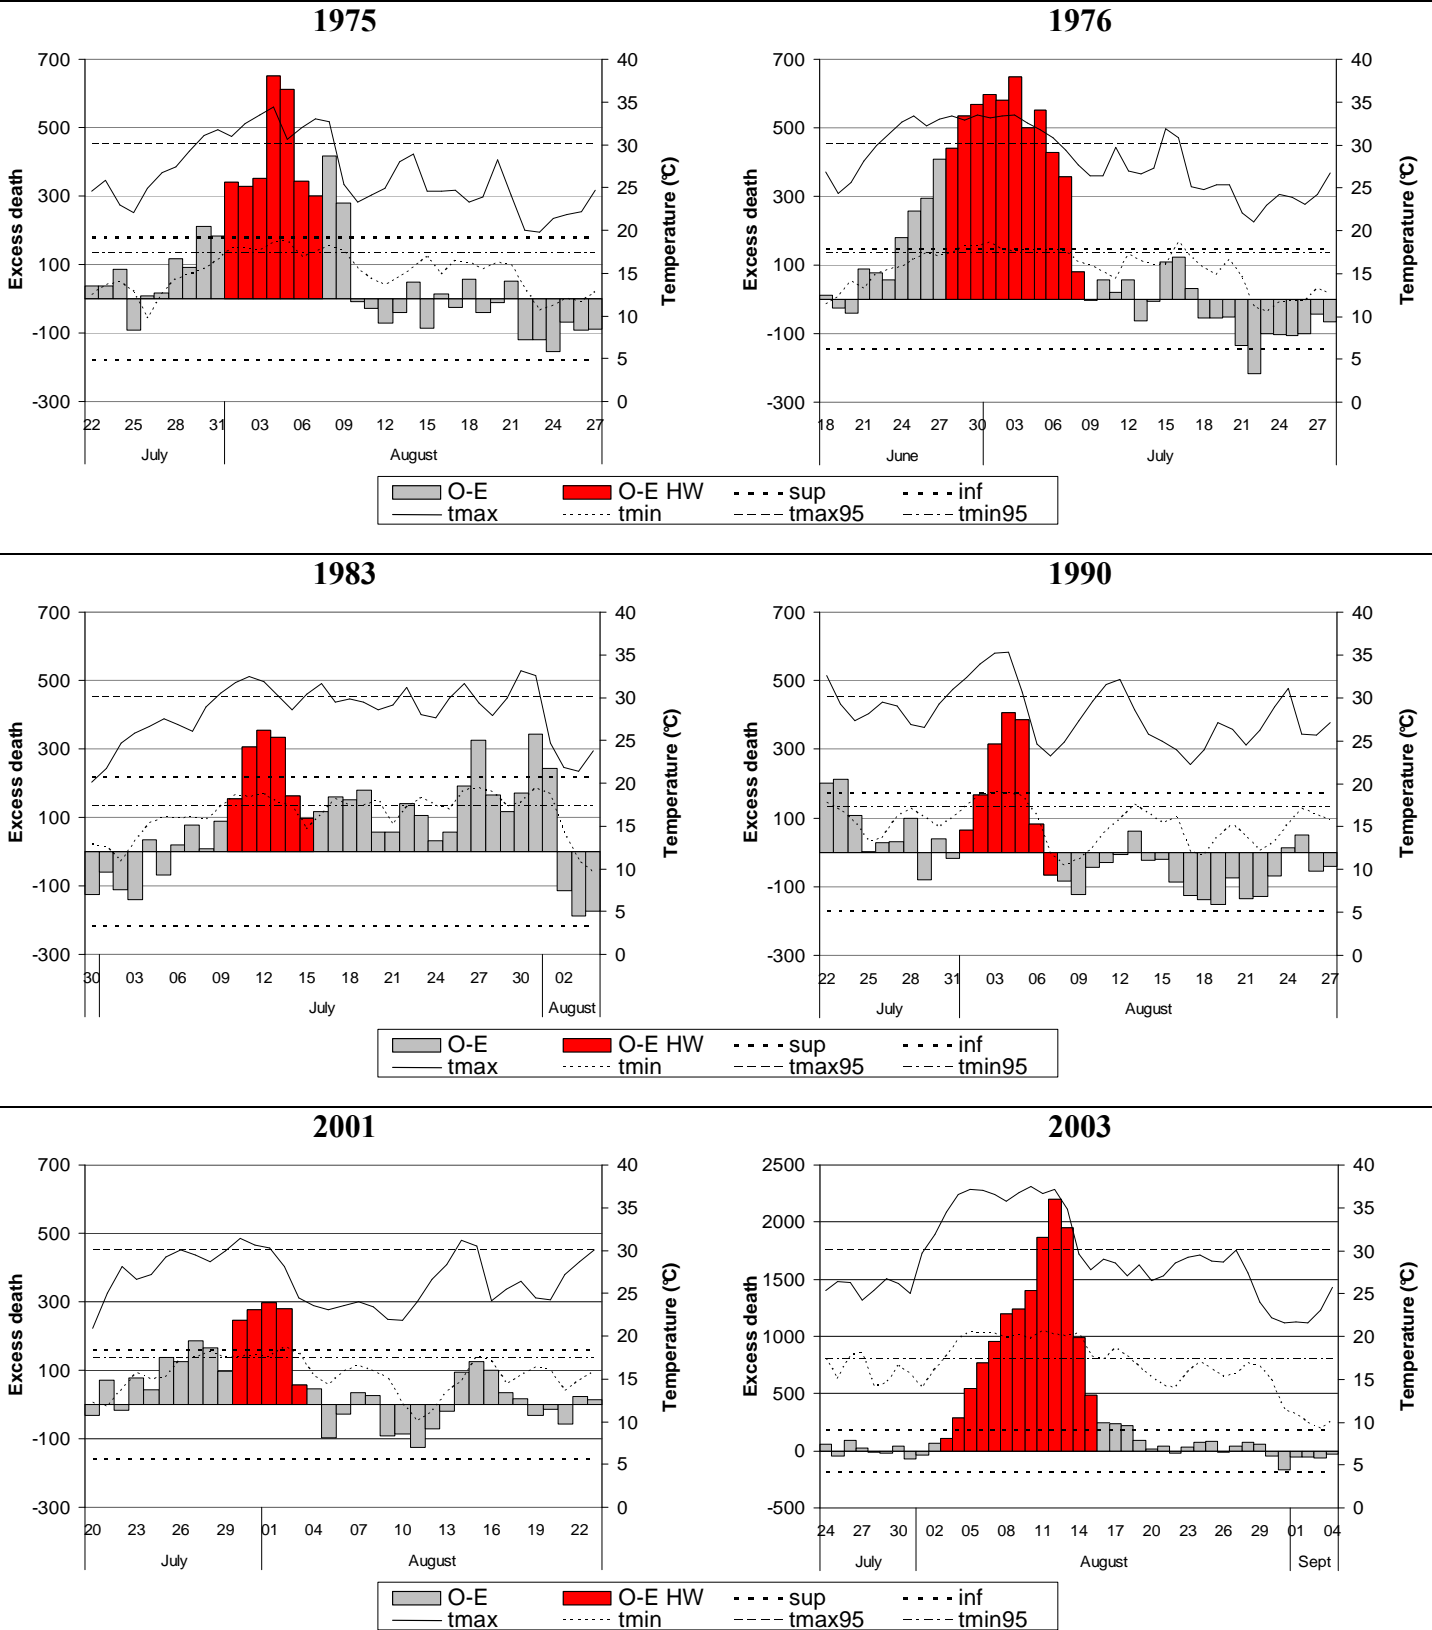 1975 1976
700 40 700 40
35 35
500 500
30 30
300 25 300 25
20 20
100 15 100 15
10 10
-100 -100
5 5
-300 0 -300 0
Excess death Temperature (°C) Excess death Temperature (°C)
22 25 28 31 03 06 09 12 15 18 21 24 27 18 21 24 27 30 03 06 09 12 15 18 21 24 27
July August June July
O-E O-E HW sup inf
tmax tmin tmax95 tmin95
1983 1990
700 40 700 40
35 35
500 500
30 30
300 25 300 25
20 20
100 15 100 15
10 10
-100 -100
5 5
-300 0 -300 0
Excess death Temperature (°C) Excess death Temperature (°C)
30 03 06 09 12 15 18 21 24 27 30 02 22 25 28 31 03 06 09 12 15 18 21 24 27
July August July August
O-E O-E HW sup inf
tmax tmin tmax95 tmin95
2001 2003
700 40 2500 40
35 35
500 2000
30 30
300 25 1500 25
20 1000 20
100 15 15
10 500 10
-100 0
5 5
-300 0 -500 0
Excess death Temperature (°C) Excess death Temperature (°C)
20 23 26 29 01 04 07 10 13 16 19 22 24 27 30 02 05 08 11 14 17 20 23 26 29 01 04
July August July August Sept
O-E O-E HW sup inf
tmax tmin tmax95 tmin95